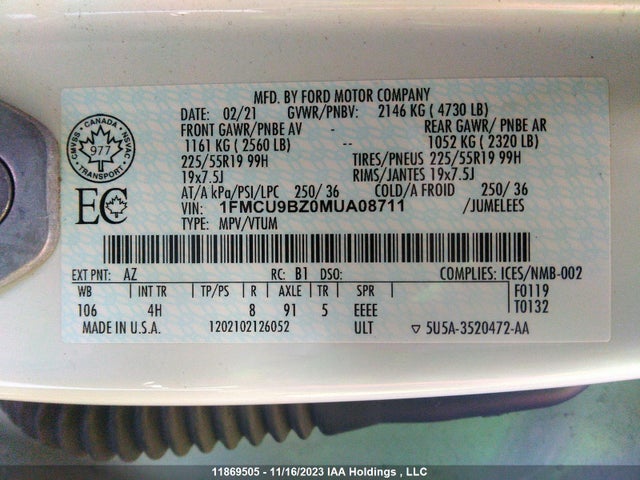 MFD. BY FORD MOTOR COMPANY
DATE: 02/21 GVWR/PNBV: 2146 KG ( 4730 LB)
FRONT GAWR/PNBE AV REAR GAWR/ PNBE AR
1161 KG ( 2560 LB) -- 1052 KG ( 2320 LB)
225/55R19 99H TIRES/PNEUS 225/55R19 99H
19x7.5J RIMS/JANTES 19x7.5J
AT/A kPa/PSI/LPC 250/ 36 COLD/A FROID 250/ 36
VIN: 1FMCU9BZ0MUA08711 /JUMELEES
TYPE: MPV/VTUM
CMVSS · CANADA · NSVAC
977
TRANSPORT
EC
EXT PNT: AZ RC: B1 DSO: COMPLIES: ICES/NMB-002
WB INT TR TP/PS R AXLE TR SPR F0119
106 4H 8 91 5 EEEE T0132
MADE IN U.S.A. 1202102126052 ULT ▽ 5U5A-3520472-AA
11869505 - 11/16/2023 IAA Holdings , LLC